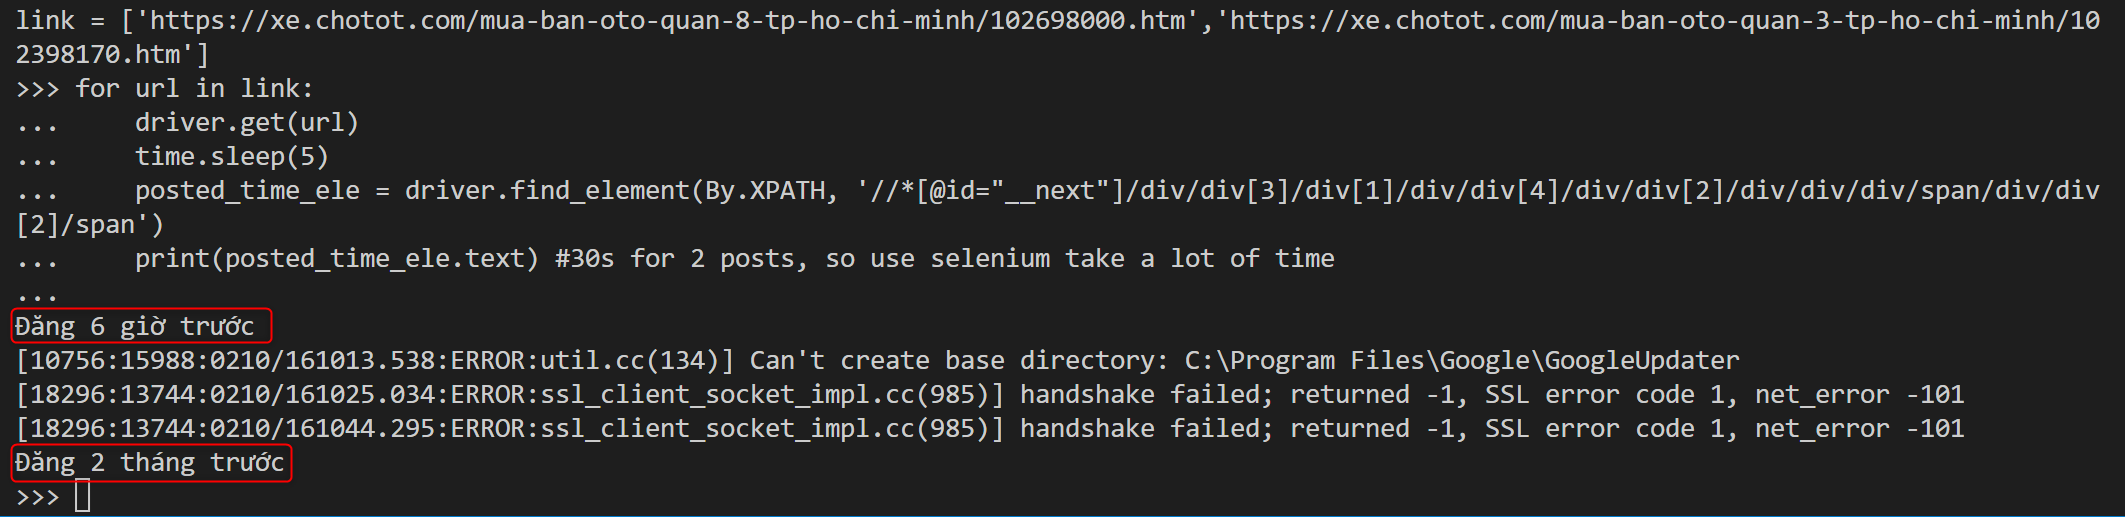 link = ['https://xe.chotot.com/mua-ban-oto-quan-8-tp-ho-chi-minh/102698000.htm','https://xe.chotot.com/mua-ban-oto-quan-3-tp-ho-chi-minh/10
2398170.htm']
>>> for url in link:
...     driver.get(url)
...     time.sleep(5)
...     posted_time_ele = driver.find_element(By.XPATH, '//*[@id="__next"]/div/div[3]/div[1]/div/div[4]/div/div[2]/div/div/div/span/div/div
[2]/span')
...     print(posted_time_ele.text) #30s for 2 posts, so use selenium take a lot of time
...
Đăng 6 giờ trước
[10756:15988:0210/161013.538:ERROR:util.cc(134)] Can't create base directory: C:\Program Files\Google\GoogleUpdater
[18296:13744:0210/161025.034:ERROR:ssl_client_socket_impl.cc(985)] handshake failed; returned -1, SSL error code 1, net_error -101
[18296:13744:0210/161044.295:ERROR:ssl_client_socket_impl.cc(985)] handshake failed; returned -1, SSL error code 1, net_error -101
Đăng 2 tháng trước
>>>